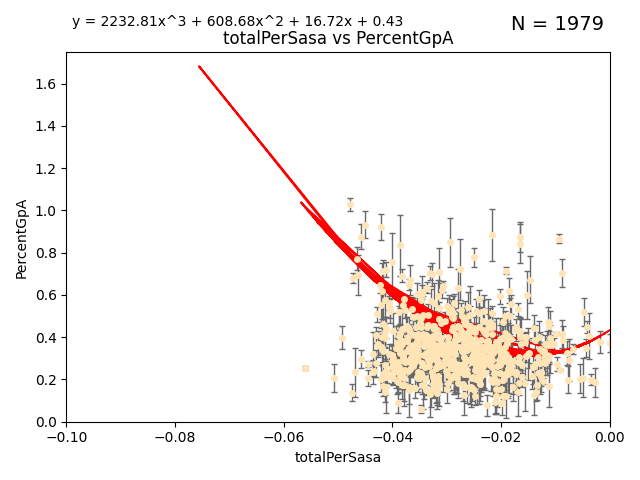 y = 2232.81x^3 + 608.68x^2 + 16.72x + 0.43
N = 1979
totalPerSasa vs PercentGpA
PercentGpA
1.6
1.4
1.2
1.0
0.8
0.6
0.4
0.2
0.0
−0.10 −0.08 −0.06 −0.04 −0.02 0.00
totalPerSasa